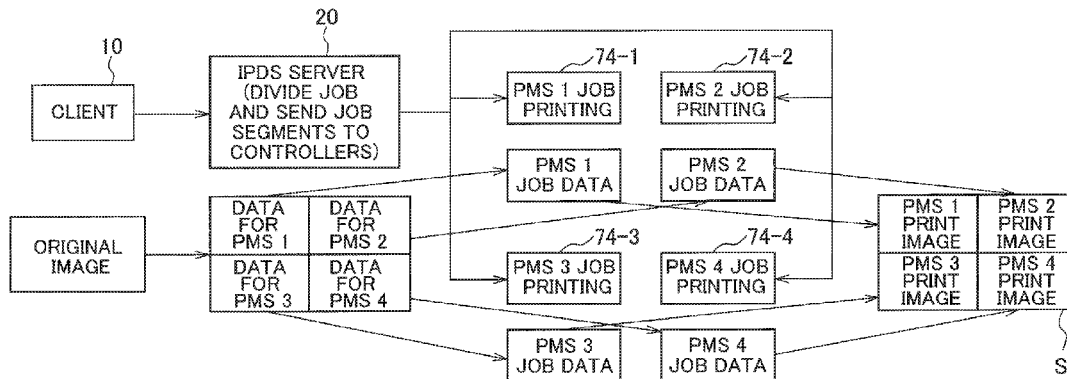 10
CLIENT
20
IPDS SERVER
(DIVIDE JOB
AND SEND JOB
SEGMENTS TO
CONTROLLERS)
74-1
PMS 1 JOB
PRINTING
74-2
PMS 2 JOB
PRINTING
PMS 1
JOB DATA
PMS 2
JOB DATA
ORIGINAL
IMAGE
DATA
FOR
PMS 1
DATA
FOR
PMS 2
DATA
FOR
PMS 3
DATA
FOR
PMS 4
74-3
PMS 3 JOB
PRINTING
74-4
PMS 4 JOB
PRINTING
PMS 3
JOB DATA
PMS 4
JOB DATA
PMS 1
PRINT
IMAGE
PMS 2
PRINT
IMAGE
PMS 3
PRINT
IMAGE
PMS 4
PRINT
IMAGE
S